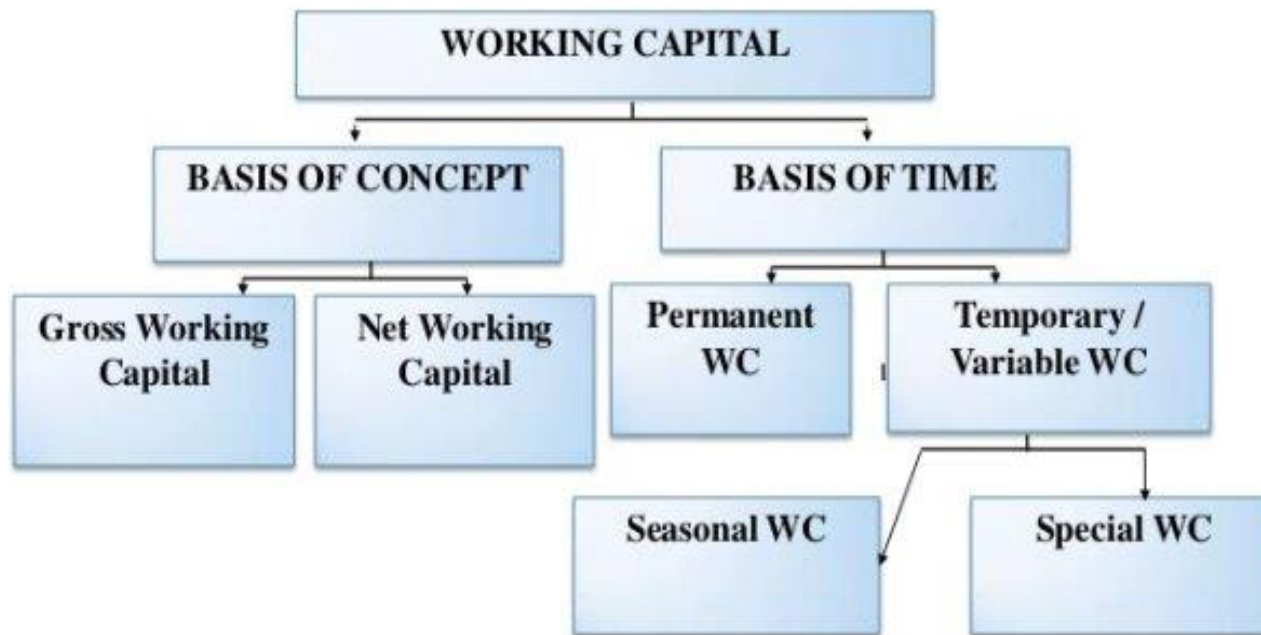 WORKING CAPITAL
BASIS OF CONCEPT
BASIS OF TIME
Gross Working
Capital
Net Working
Capital
Permanent
WC
Temporary /
Variable WC
Seasonal WC
Special WC